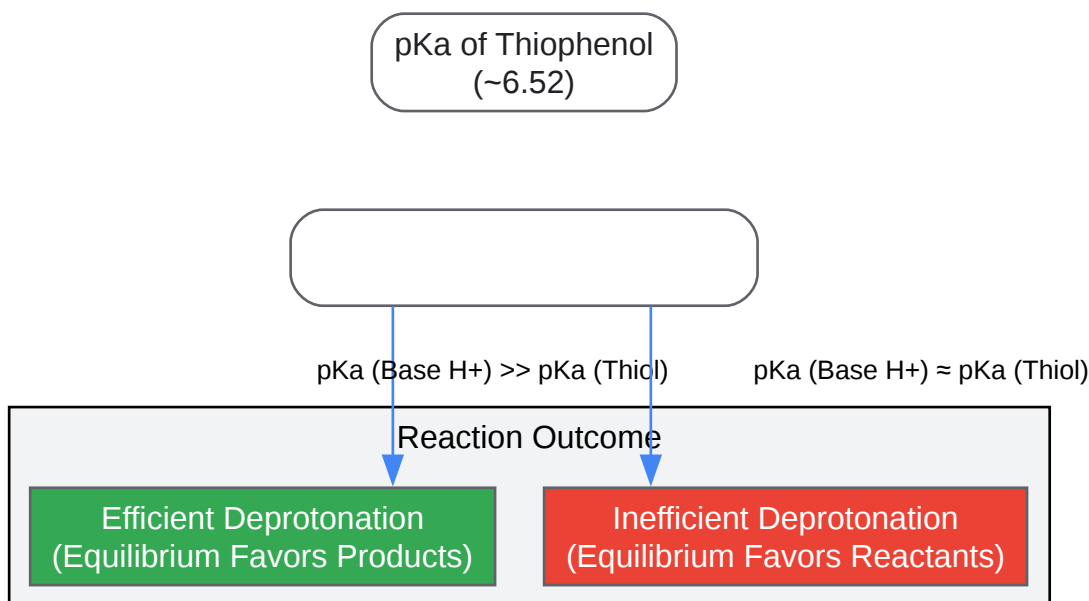 pKa of Thiophenol
(~6.52)
pKa (Base H+) >> pKa (Thiol)
pKa (Base H+) ≈ pKa (Thiol)
Reaction Outcome
Efficient Deprotonation
(Equilibrium Favors Products)
Inefficient Deprotonation
(Equilibrium Favors Reactants)